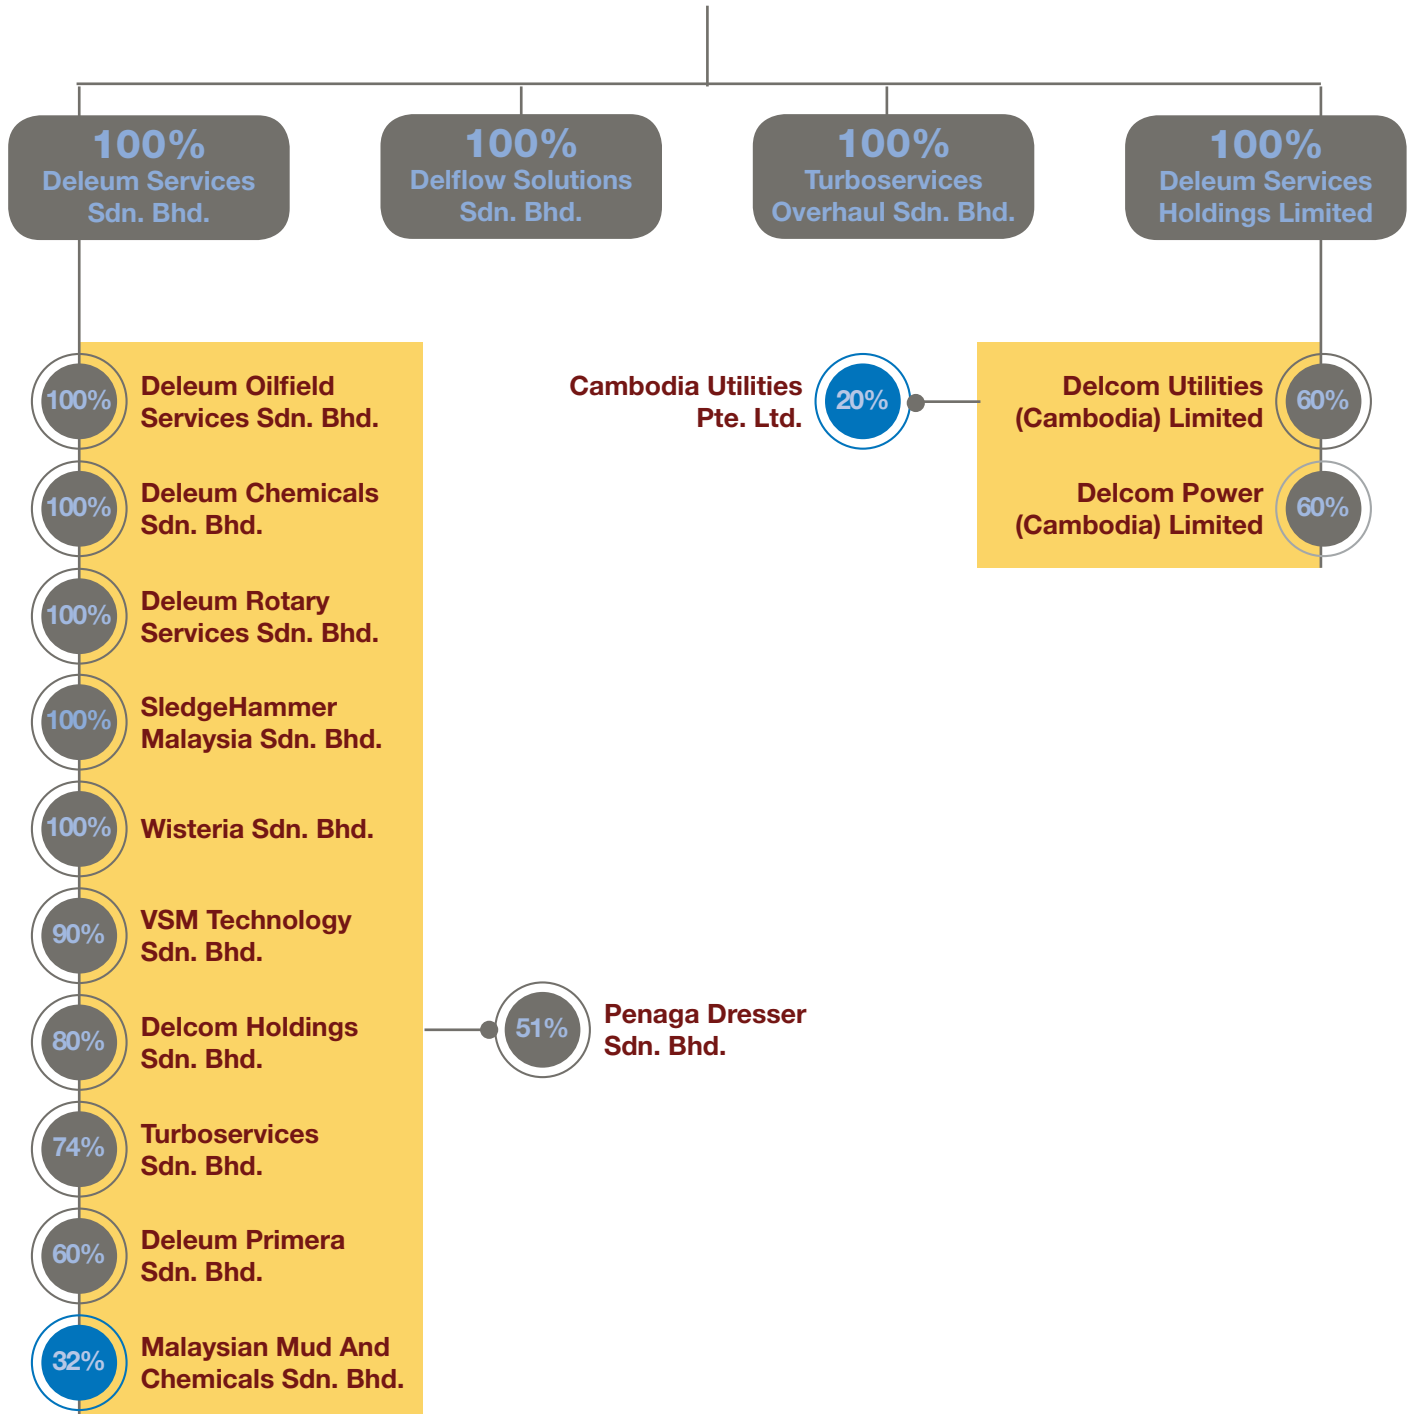 100%
Deleum Services
Sdn. Bhd.
100%
Delflow Solutions
Sdn. Bhd.
100%
Turboservices
Overhaul Sdn. Bhd.
100%
Deleum Services
Holdings Limited
100%
Deleum Oilfield
Services Sdn. Bhd.
100%
Deleum Chemicals
Sdn. Bhd.
100%
Deleum Rotary
Services Sdn. Bhd.
100%
SledgeHammer
Malaysia Sdn. Bhd.
100%
Wisteria Sdn. Bhd.
90%
VSM Technology
Sdn. Bhd.
80%
Delcom Holdings
Sdn. Bhd.
51%
Penaga Dresser
Sdn. Bhd.
74%
Turboservices
Sdn. Bhd.
60%
Deleum Primera
Sdn. Bhd.
32%
Malaysian Mud And
Chemicals Sdn. Bhd.
Cambodia Utilities
Pte. Ltd.
20%
Delcom Utilities
(Cambodia) Limited
60%
Delcom Power
(Cambodia) Limited
60%